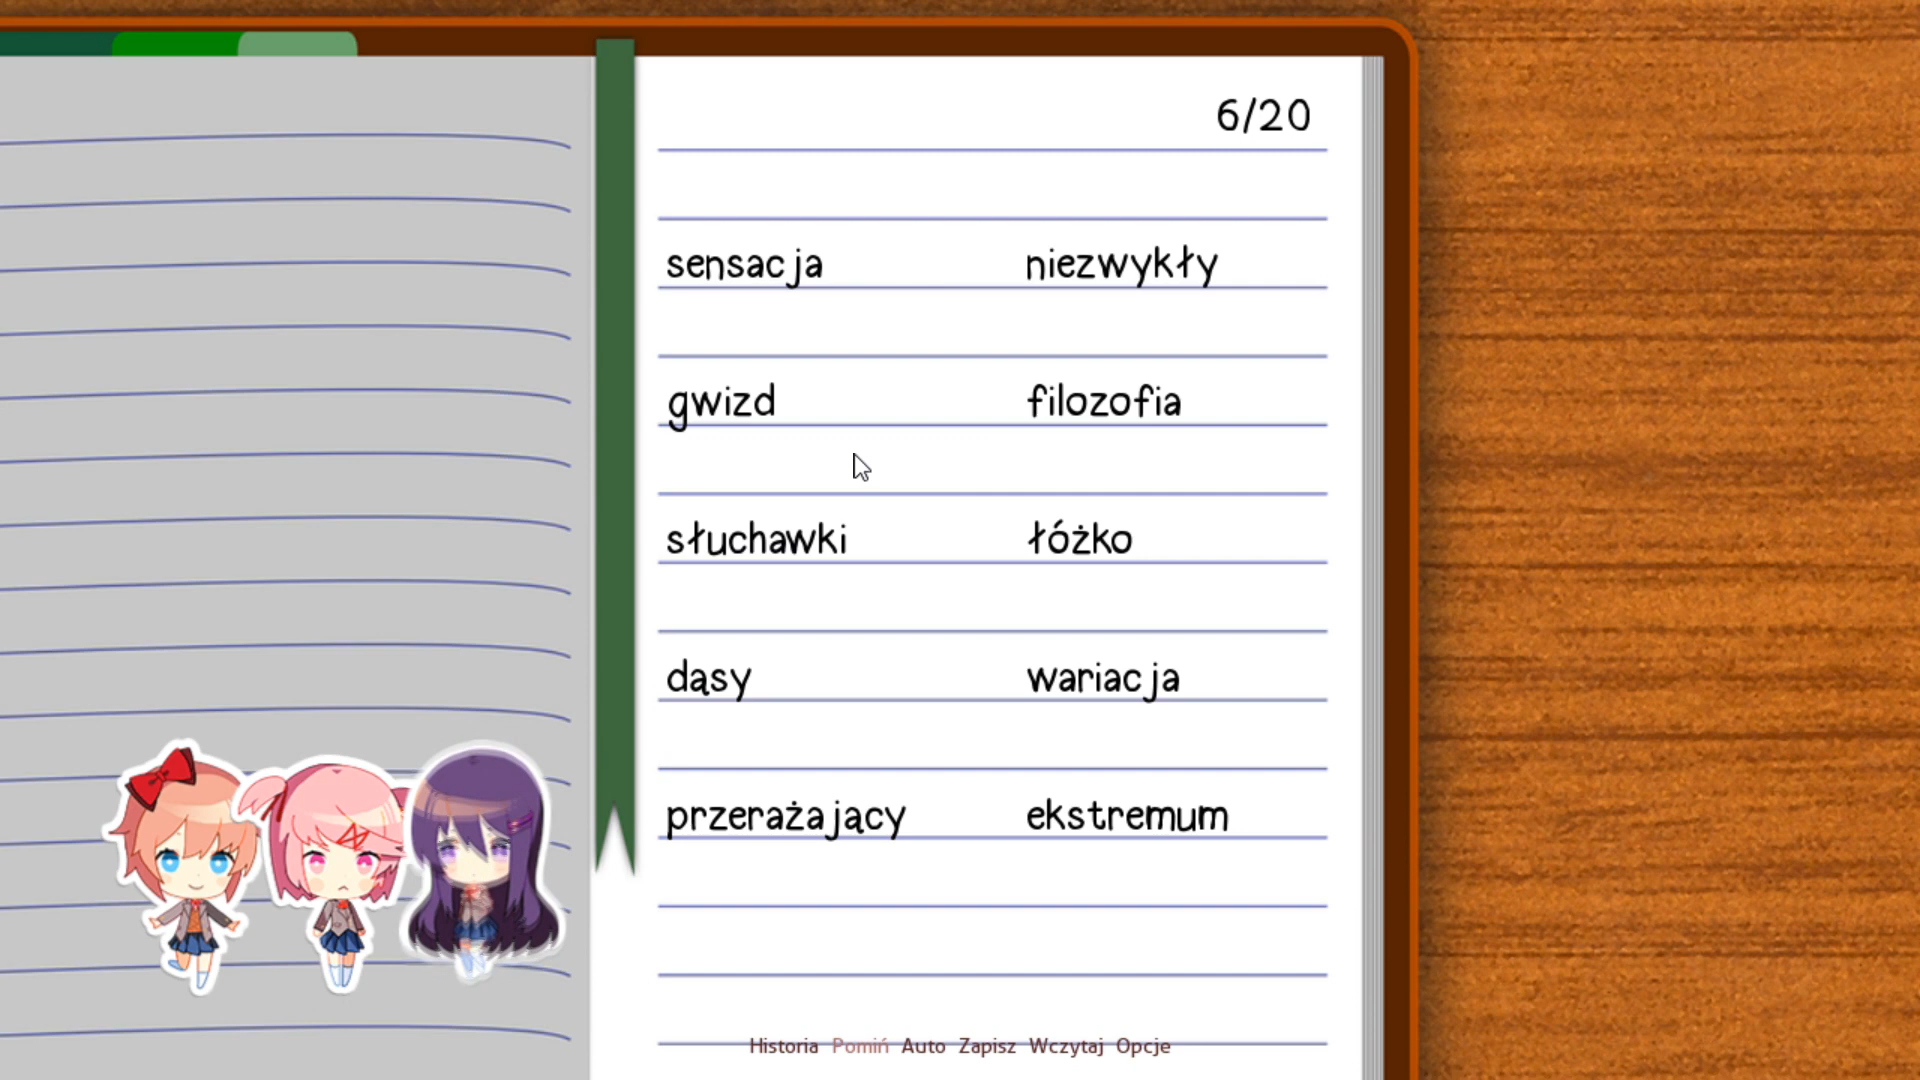 6/20
sensacja niezwykły
gwizd filozofia
słuchawki łóżko
dąsy wariacja
przerażający ekstremum
Historia Pomiń Auto Zapisz Wczytaj Opcje